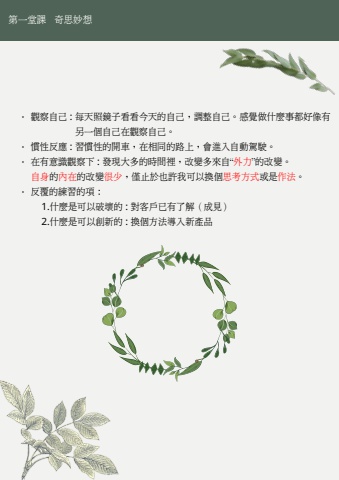 第一堂課 奇思妙想
· 觀察自己：每天照鏡子看看今天的自己，調整自己。感覺做什麼事都好像有
另一個自己在觀察自己。
· 慣性反應：習慣性的開車，在相同的路上，會進入自動駕駛。
· 在有意識觀察下：發現大多的時間裡，改變多來自“外力”的改變。
自身的內在的改變很少，僅止於也許我可以換個思考方式或是作法。
· 反覆的練習的項：
1.什麼是可以破壞的：對客戶已有了解（成見）
2.什麼是可以創新的：換個方法導入新產品